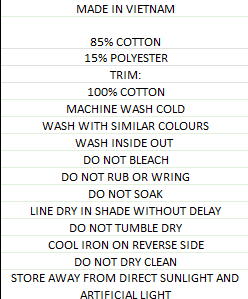 MADE IN VIETNAM
85% COTTON
15% POLYESTER
TRIM:
100% COTTON
MACHINE WASH COLD
WASH WITH SIMILAR COLOURS
WASH INSIDE OUT
DO NOT BLEACH
DO NOT RUB OR WRING
DO NOT SOAK
LINE DRY IN SHADE WITHOUT DELAY
DO NOT TUMBLE DRY
COOL IRON ON REVERSE SIDE
DO NOT DRY CLEAN
STORE AWAY FROM DIRECT SUNLIGHT AND
ARTIFICIAL LIGHT